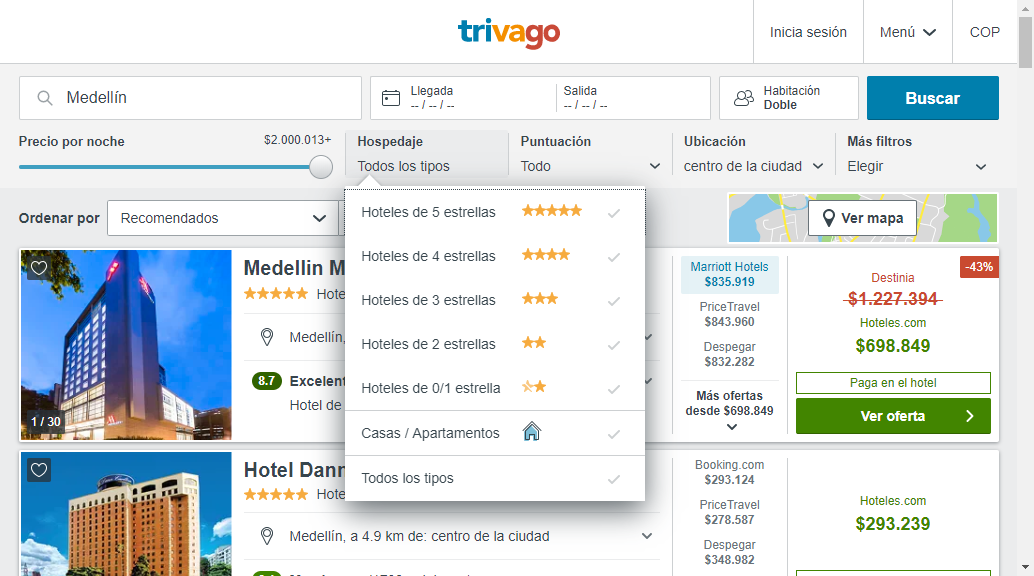 trivago
Inicia sesión
Menú
COP
Medellín
Llegada
-- / -- / --
Salida
-- / -- / --
Habitación
Doble
Buscar
Precio por noche
$2.000.013+
Hospedaje
Todos los tipos
Puntuación
Todo
Ubicación
centro de la ciudad
Más filtros
Elegir
Ordenar por
Recomendados
Ver mapa
Hoteles de 5 estrellas
Hoteles de 4 estrellas
Hoteles de 3 estrellas
Hoteles de 2 estrellas
Hoteles de 0/1 estrella
Casas / Apartamentos
Todos los tipos
1 / 30
Medellin M
Hote
Medellín,
8.7 Excelent
Hotel de
Marriott Hotels
$835.919
PriceTravel
$843.960
Despegar
$832.282
Más ofertas
desde $698.849
-43%
Destinia
$1.227.394
Hoteles.com
$698.849
Paga en el hotel
Ver oferta
Hotel Dann
Hote
Medellín, a 4.9 km de: centro de la ciudad
Booking.com
$293.124
PriceTravel
$278.587
Despegar
$348.982
Hoteles.com
$293.239